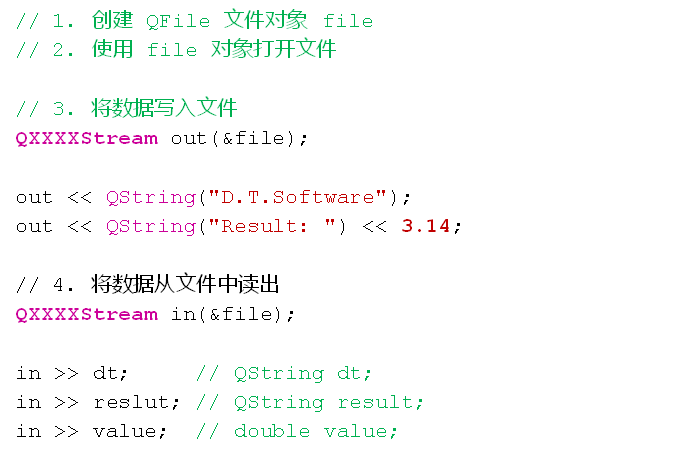 // 1. 创建 QFile 文件对象 file
// 2. 使用 file 对象打开文件
// 3. 将数据写入文件
QXXXXStream out(&file);
out << QString("D.T.Software");
out << QString("Result: ") << 3.14;
// 4. 将数据从文件中读出
QXXXXStream in(&file);
in >> dt; // QString dt;
in >> reslut; // QString result;
in >> value; // double value;